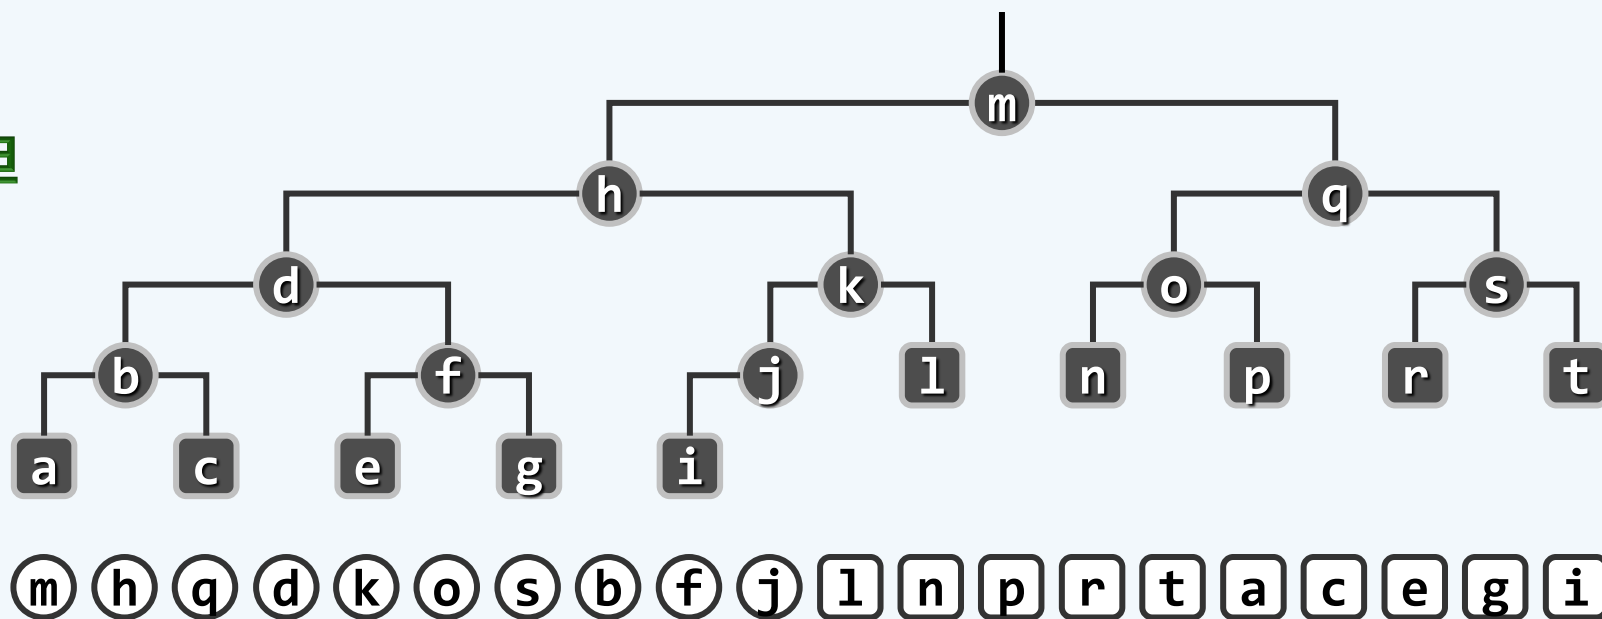 m
h q
d k o s
b f j l n p r t
a c e g i
m h q d k o s b f j l n p r t a c e g i